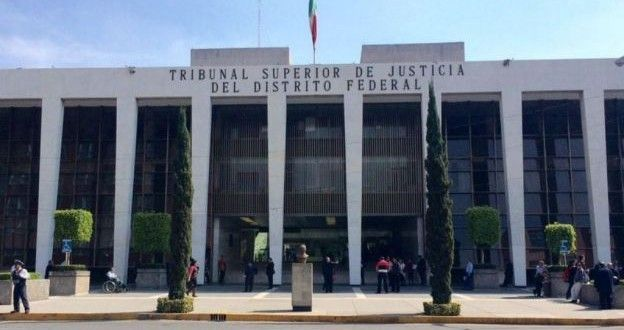 TRIBUNAL SUPERIOR DE JUSTICIA
DEL DISTRITO FEDERAL